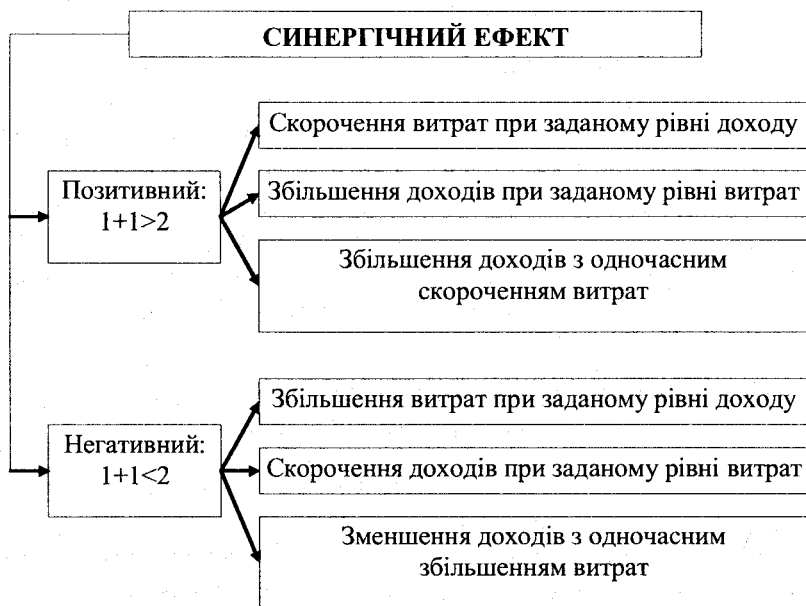 СИНЕРГІЧНИЙ ЕФЕКТ
Позитивний:
1+1>2
Скорочення витрат при заданому рівні доходу
Збільшення доходів при заданому рівні витрат
Збільшення доходів з одночасним
скороченням витрат
Негативний:
1+1<2
Збільшення витрат при заданому рівні доходу
Скорочення доходів при заданому рівні витрат
Зменшення доходів з одночасним
збільшенням витрат